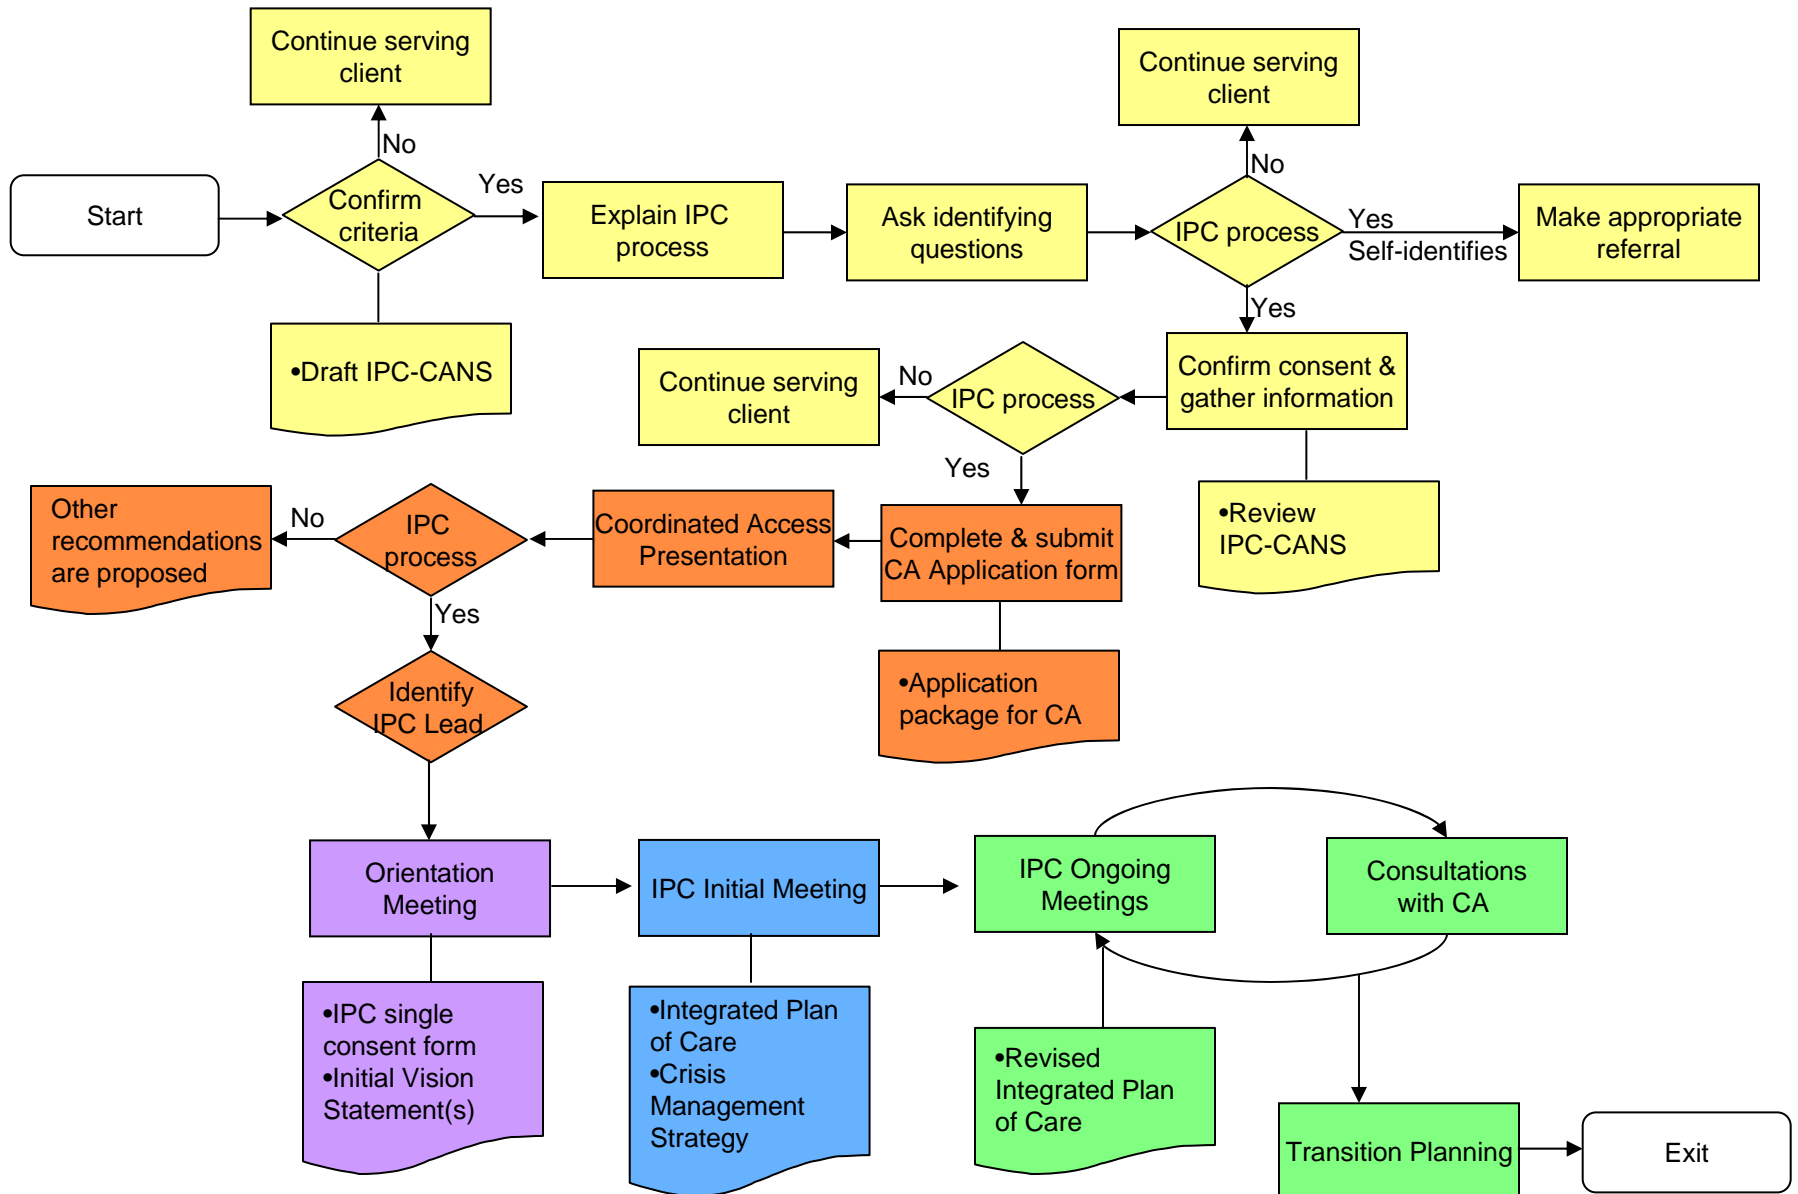 Continue serving
client
Continue serving
client
No
No
Start
Confirm
criteria
Yes
Explain IPC
process
Ask identifying
questions
IPC process
Yes
Self-identifies
Make appropriate
referral
Yes
•Draft IPC-CANS
Continue serving
client
No
IPC process
Confirm consent &
gather information
Yes
•Review
IPC-CANS
Other
recommendations
are proposed
No
IPC
process
Coordinated Access
Presentation
Complete & submit
CA Application form
Yes
Identify
IPC Lead
•Application
package for CA
Orientation
Meeting
IPC Initial Meeting
IPC Ongoing
Meetings
Consultations
with CA
•IPC single
consent form
•Initial Vision
Statement(s)
•Integrated Plan
of Care
•Crisis
Management
Strategy
•Revised
Integrated Plan
of Care
Transition Planning
Exit